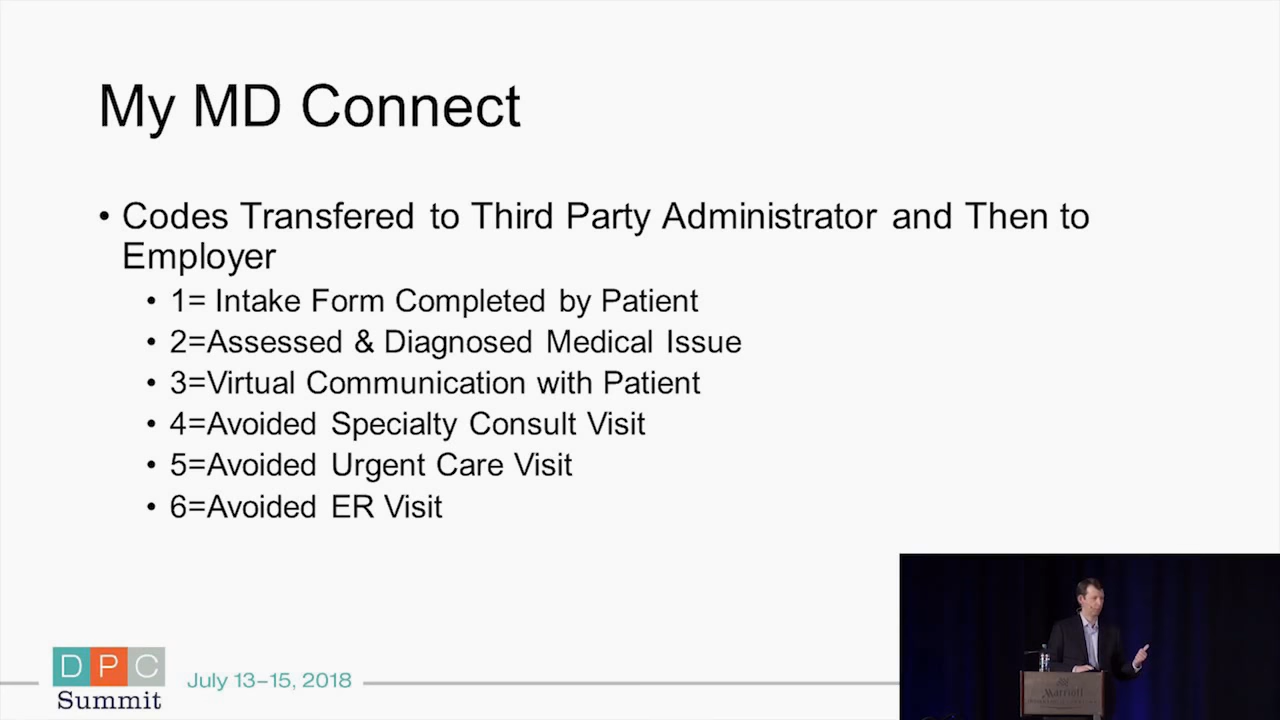 My MD Connect
• Codes Transfered to Third Party Administrator and Then to
Employer
• 1= Intake Form Completed by Patient
• 2=Assessed & Diagnosed Medical Issue
• 3=Virtual Communication with Patient
• 4=Avoided Specialty Consult Visit
• 5=Avoided Urgent Care Visit
• 6=Avoided ER Visit
DPC
Summit
July 13–15, 2018
Marriott